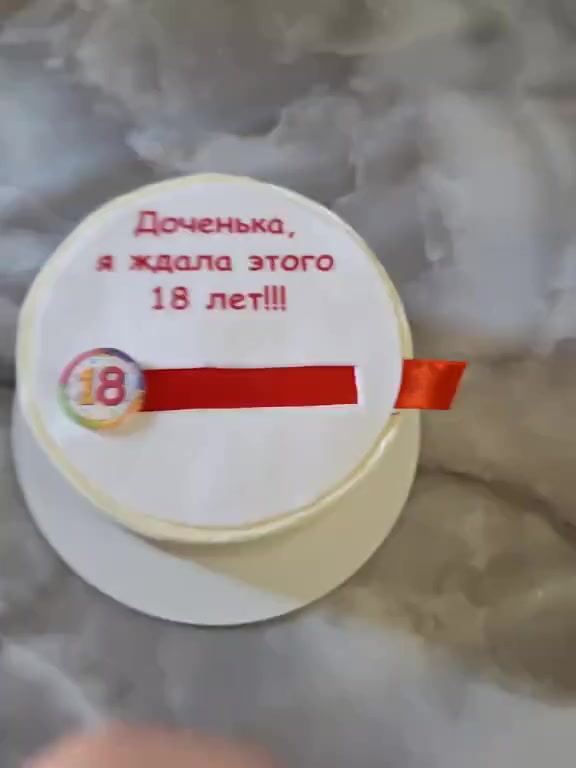 Доченька,
я ждала этого
18 лет!!!
18